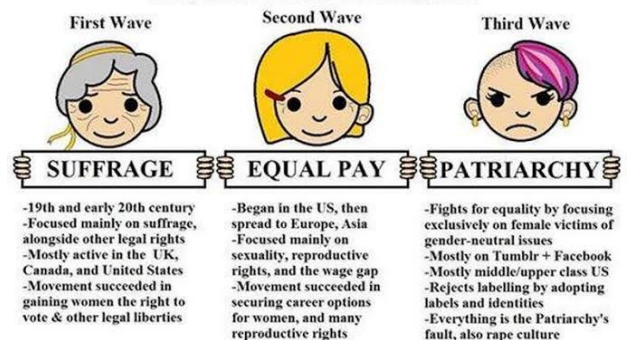 First Wave
Second Wave
Third Wave
SUFFRAGE
EQUAL PAY
PATRIARCHY
-19th and early 20th century
-Focused mainly on suffrage,
alongside other legal rights
-Mostly active in the UK,
Canada, and United States
-Movement succeeded in
gaining women the right to
vote & other legal liberties
-Began in the US, then
spread to Europe, Asia
-Focused mainly on
sexuality, reproductive
rights, and the wage gap
-Movement succeeded in
securing career options
for women, and many
reproductive rights
-Fights for equality by focusing
exclusively on female victims of
gender-neutral issues
-Mostly on Tumblr + Facebook
-Mostly middle/upper class US
-Rejects labelling by adopting
labels and identities
-Everything is the Patriarchy's
fault, also rape culture